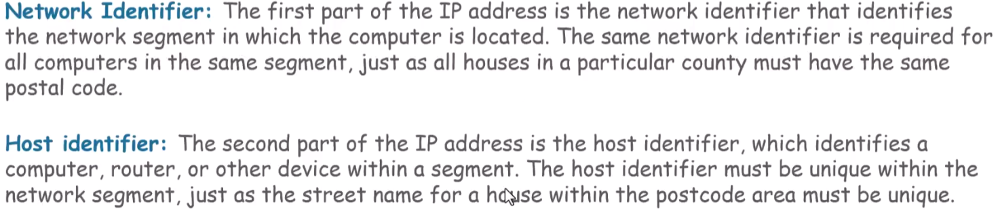 Network Identifier: The first part of the IP address is the network identifier that identifies
the network segment in which the computer is located. The same network identifier is required for
all computers in the same segment, just as all houses in a particular county must have the same
postal code.
Host identifier: The second part of the IP address is the host identifier, which identifies a
computer, router, or other device within a segment. The host identifier must be unique within the
network segment, just as the street name for a house within the postcode area must be unique.